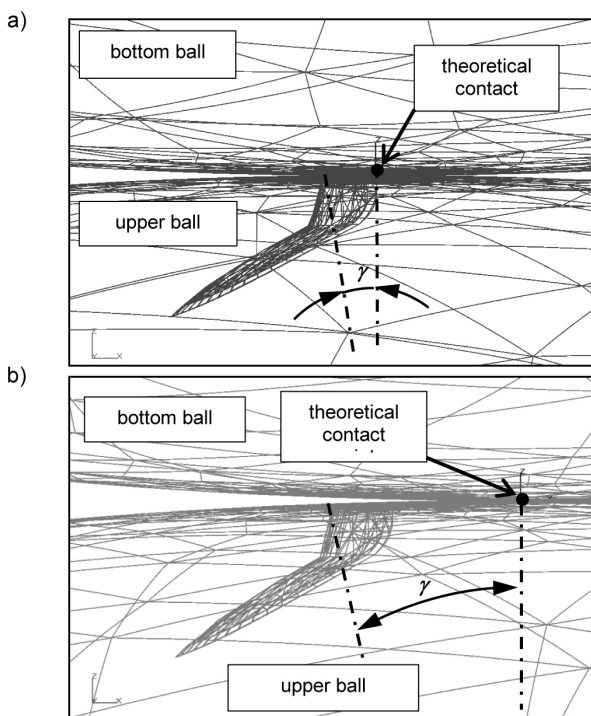 a)
bottom ball
theoretical
contact
z
upper ball
γ
z
x
b)
bottom ball
theoretical
contact
z
γ
upper ball
z
x